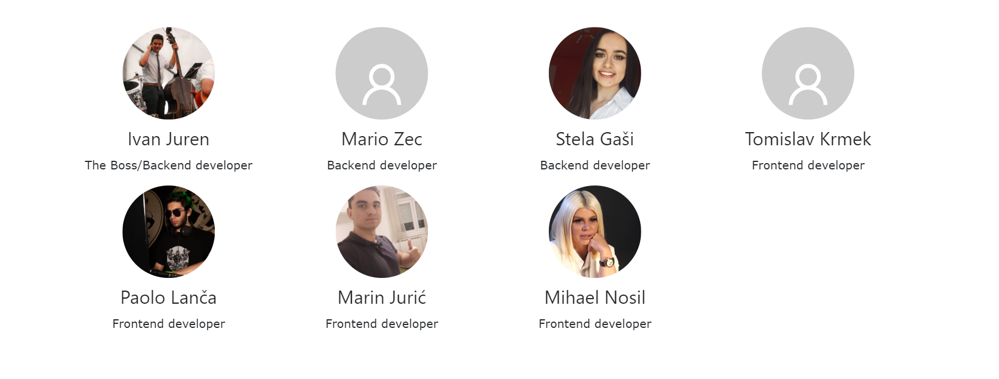 Ivan Juren
Mario Zec
Stela Gaši
Tomislav Krmek
The Boss/Backend developer
Backend developer
Backend developer
Frontend developer
Paolo Lanča
Marin Jurić
Mihael Nosil
Frontend developer
Frontend developer
Frontend developer